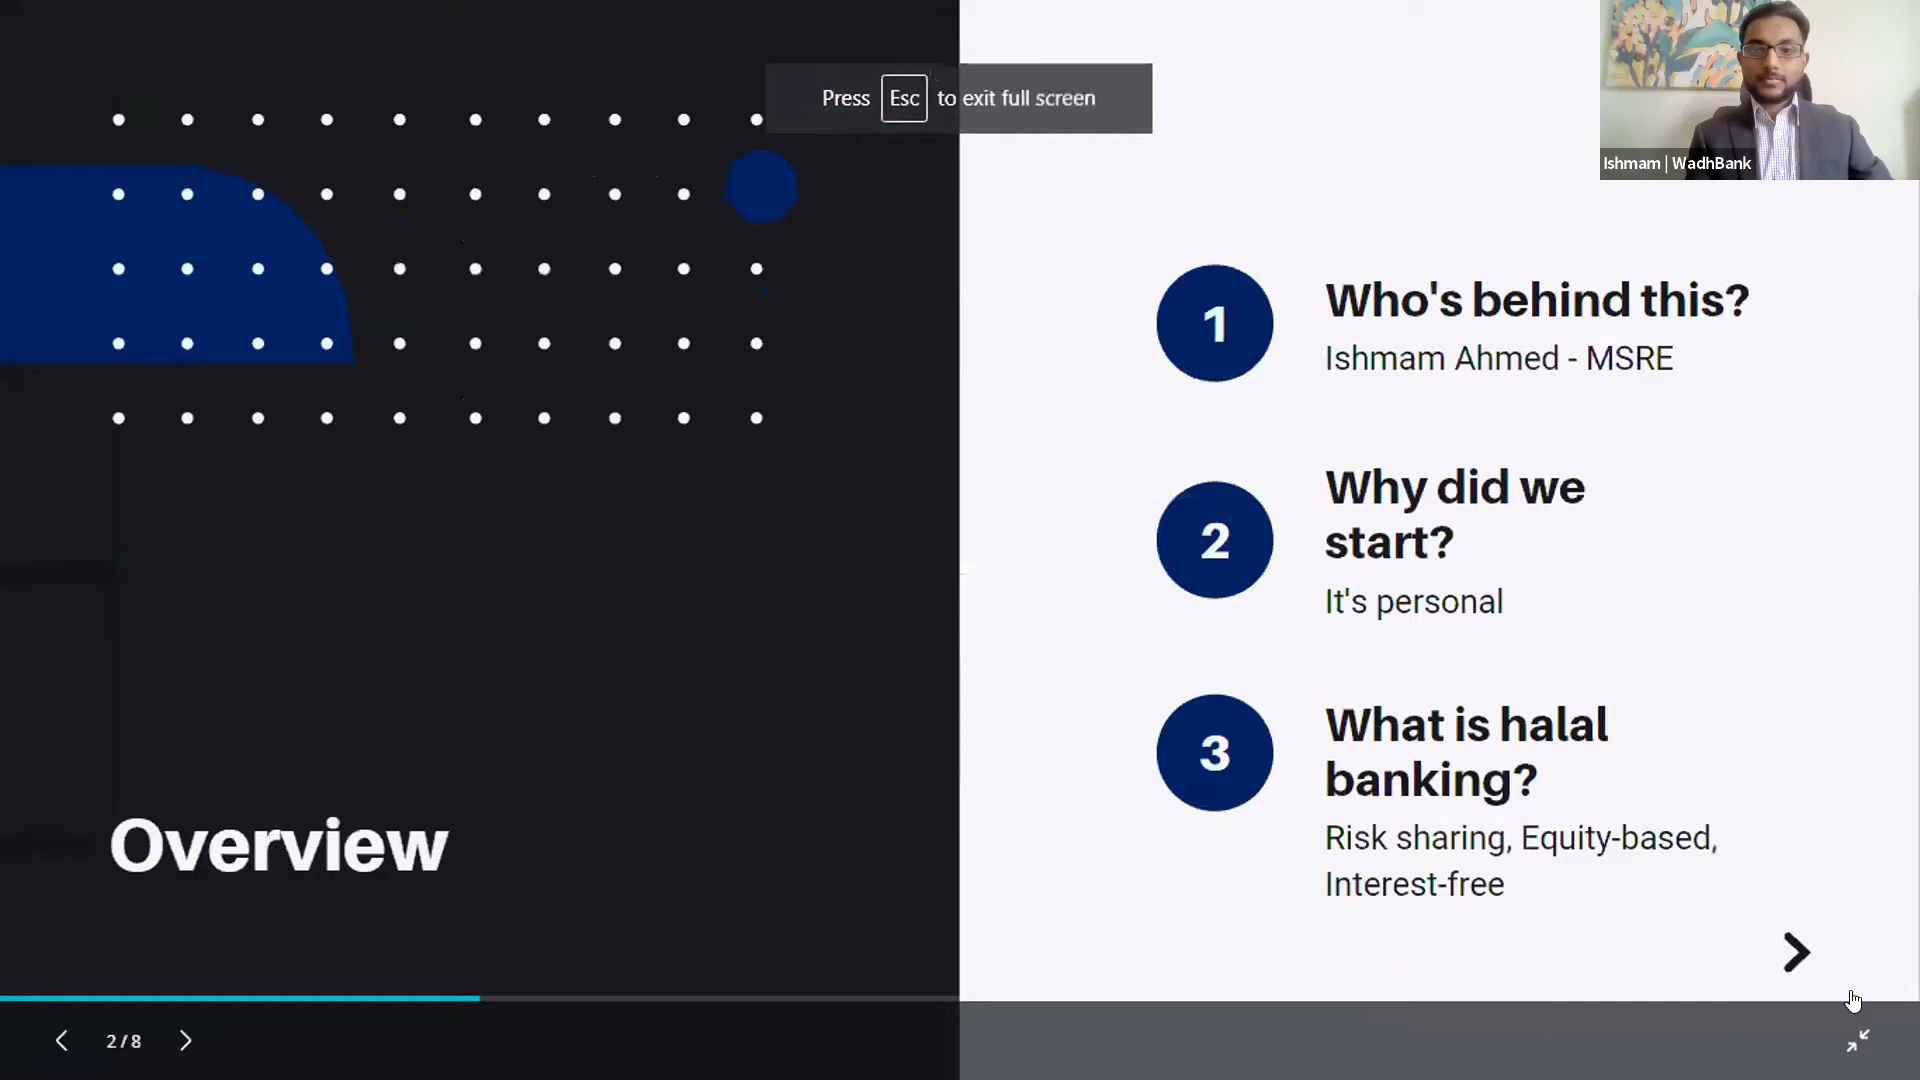 Press Esc to exit full screen
Ishmam | WadhBank
Overview
1
Who's behind this?
Ishmam Ahmed - MSRE
2
Why did we
start?
It's personal
3
What is halal
banking?
Risk sharing, Equity-based,
Interest-free
2 / 8